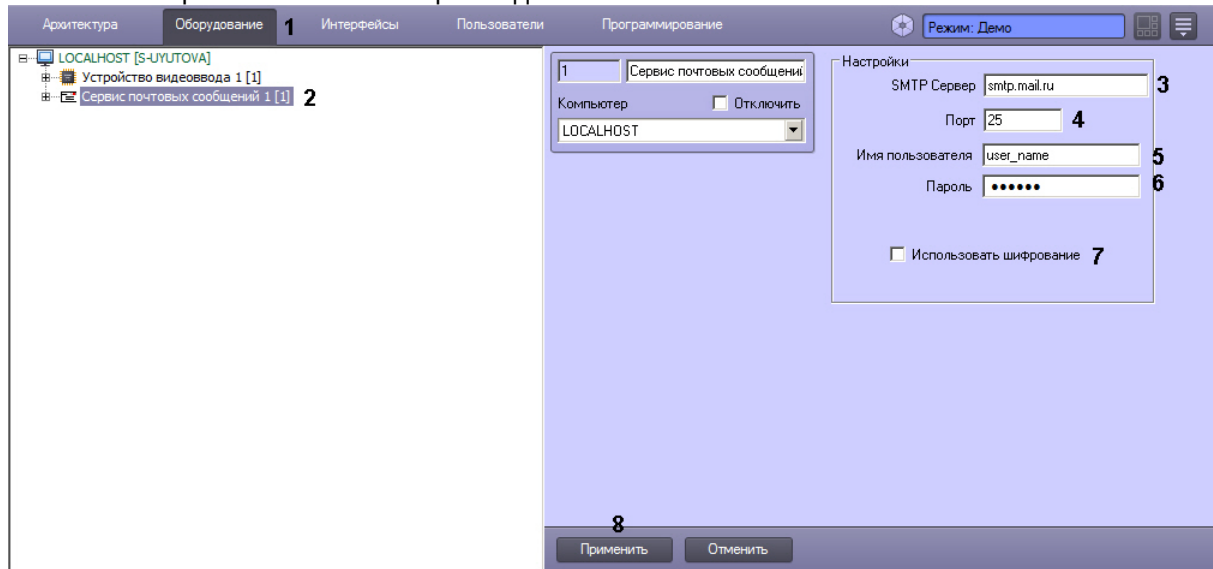 Архитектура Оборудование 1 Интерфейсы Пользователи Программирование Режим: Демо
LOCALHOST [S-UYUTOVA]
Устройство видеоввода 1 [1]
Сервис почтовых сообщений 1 [1] 2
1 Сервис почтовых сообщений
Компьютер Отключить
LOCALHOST
Настройки
SMTP Сервер smtp.mail.ru 3
Порт 25 4
Имя пользователя user_name 5
Пароль •••••• 6
Использовать шифрование 7
8
Применить Отменить